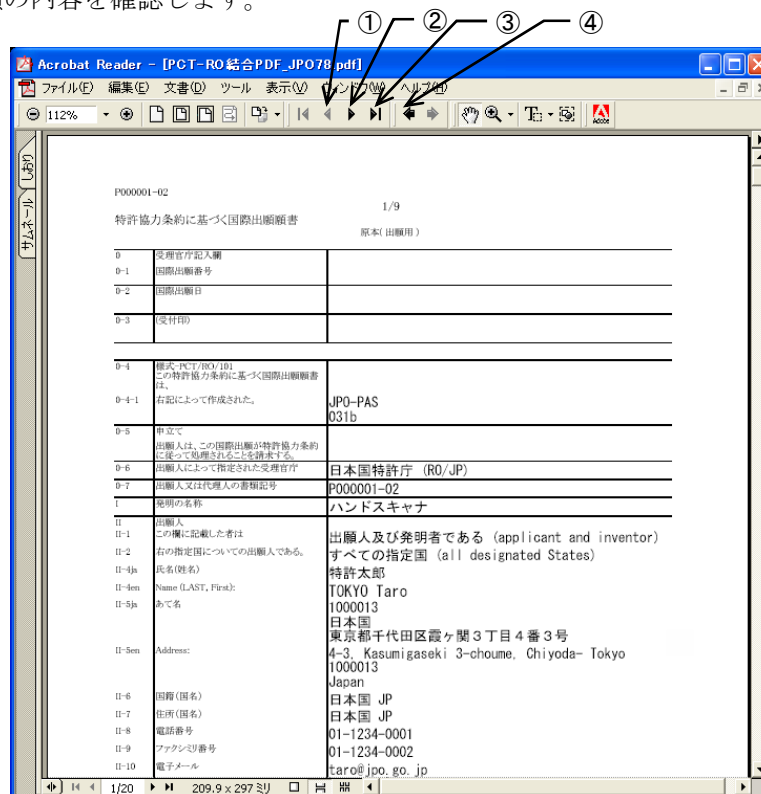 の内容を確認します。
① ② ③ ④
Acrobat Reader - [PCT-RO結合PDF_JPO78.pdf]
ファイル(F) 編集(E) 文書(D) ツール 表示(V) ウィンドウ(W) ヘルプ(H)
112%
Adobe
しおり
サムネール
P000001-02
1/9
特許協力条約に基づく国際出願願書
原本(出願用)
0 受理官庁記入欄
0-1 国際出願番号
0-2 国際出願日
0-3 (受付印)
0-4 様式-PCT/RO/101
この特許協力条約に基づく国際出願願書
は、
0-4-1 右記によって作成された。 JPO-PAS
031b
0-5 申立て
出願人は、この国際出願が特許協力条約
に従って処理されることを請求する。
0-6 出願人によって指定された受理官庁 日本国特許庁 (RO/JP)
0-7 出願人又は代理人の書類記号 P000001-02
I 発明の名称 ハンドスキャナ
II 出願人
II-1 この欄に記載した者は 出願人及び発明者である (applicant and inventor)
II-2 右の指定国についての出願人である。 すべての指定国 (all designated States)
II-4ja 氏名(姓名) 特許太郎
II-4en Name (LAST, First): TOKYO Taro
II-5ja あて名 1000013
日本国
東京都千代田区霞ヶ関3丁目4番3号
II-5en Address: 4-3, Kasumigaseki 3-choume, Chiyoda- Tokyo
1000013
Japan
II-6 国籍(国名) 日本国 JP
II-7 住所(国名) 日本国 JP
II-8 電話番号 01-1234-0001
II-9 ファクシミリ番号 01-1234-0002
II-10 電子メール taro@jpo.go.jp
1/20 209.9 x 297 ミリ